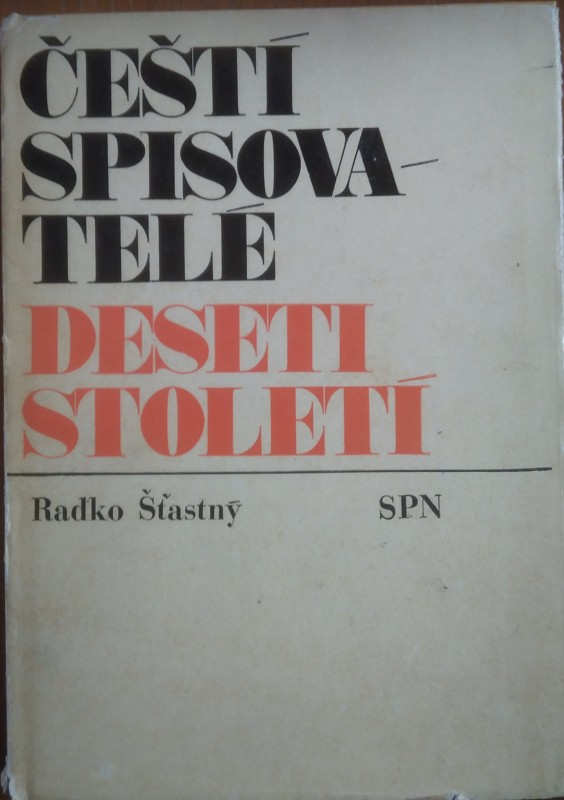 ČEŠTÍ
SPISOVA-
TELÉ
DESETI
STOLETÍ
Radko Šťastný SPN